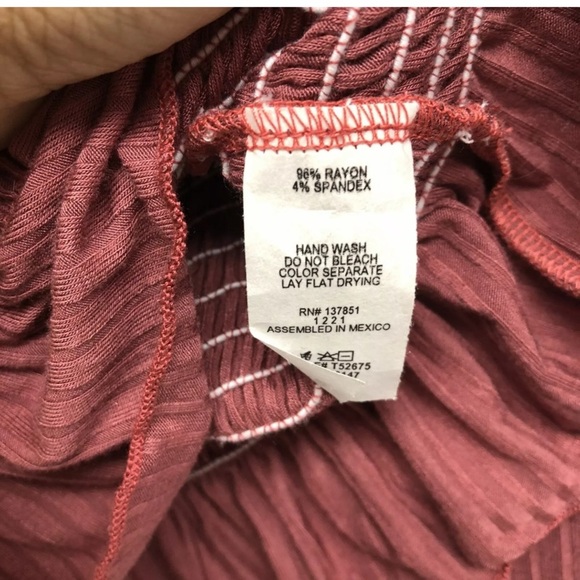 96% RAYON
4% SPANDEX
HAND WASH
DO NOT BLEACH
COLOR SEPARATE
LAY FLAT DRYING
RN# 137851
1 2 2 1
ASSEMBLED IN MEXICO
T52675